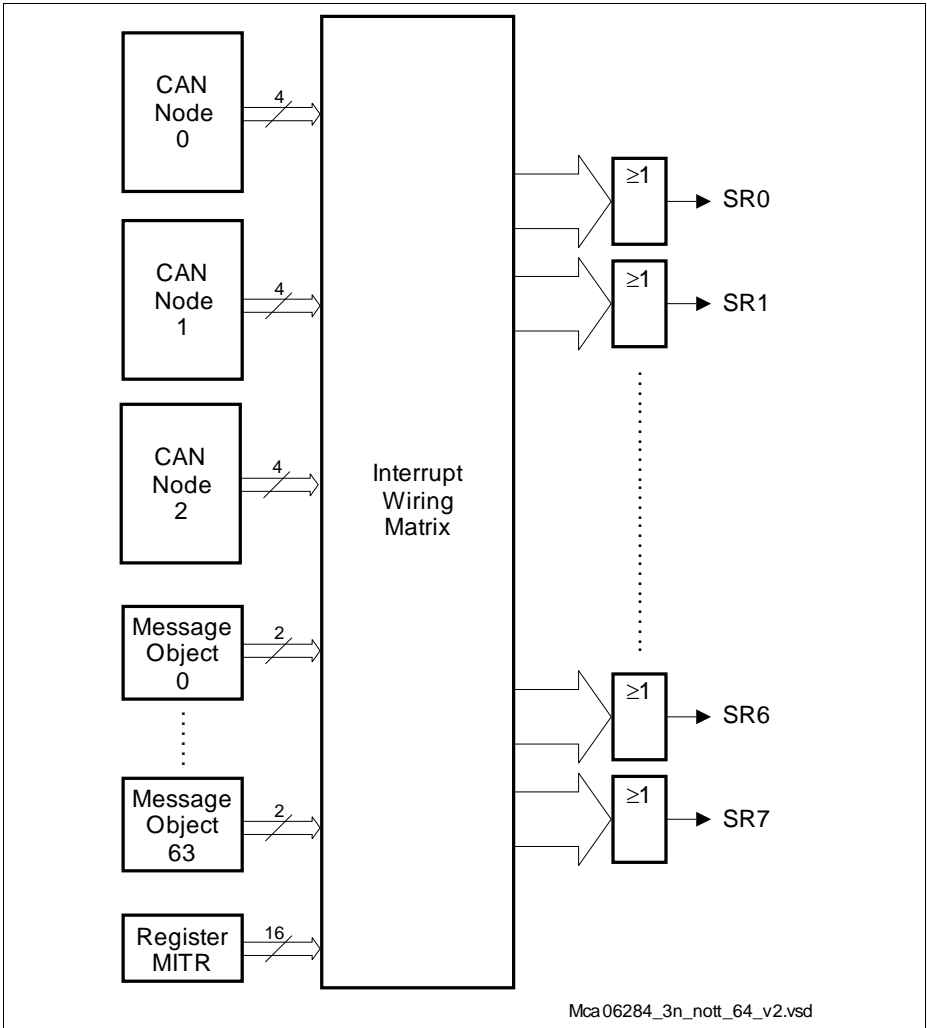 CAN
Node
0
4
CAN
Node
1
4
CAN
Node
2
4
Message
Object
0
2
Message
Object
63
2
Register
MITR
16
Interrupt
Wiring
Matrix
≥1
SR0
≥1
SR1
≥1
SR6
≥1
SR7
Mca06284_3n_nott_64_v2.vsd